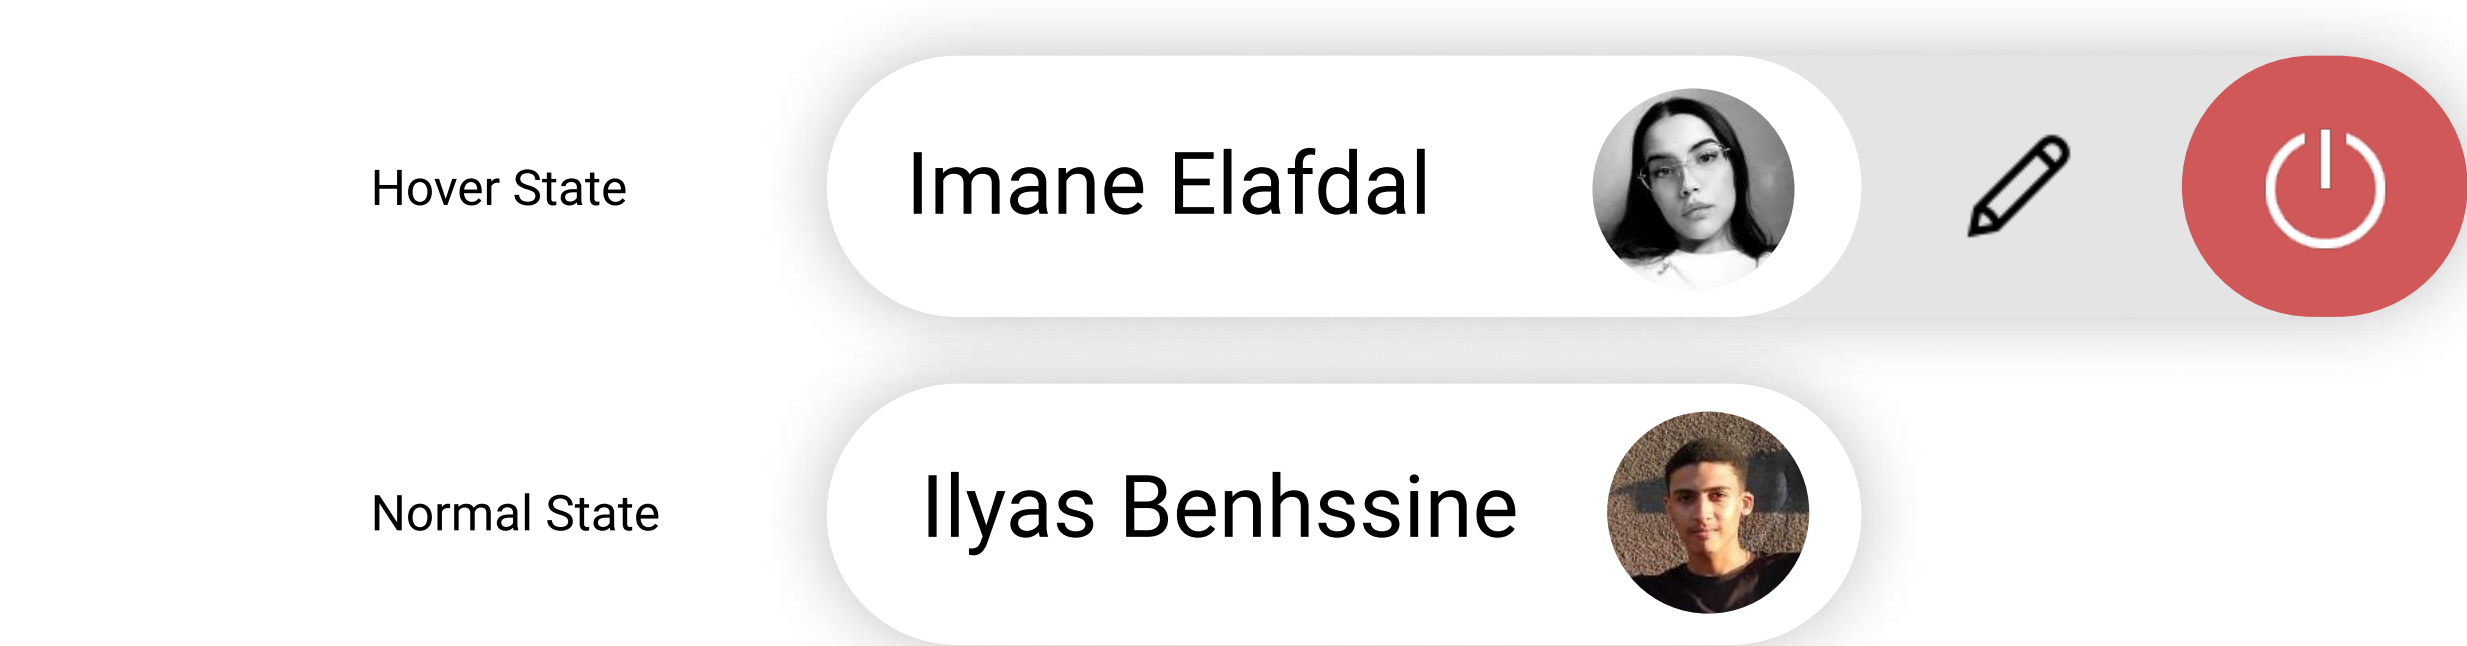 Hover State
Imane Elafdal
Normal State
Ilyas Benhssine